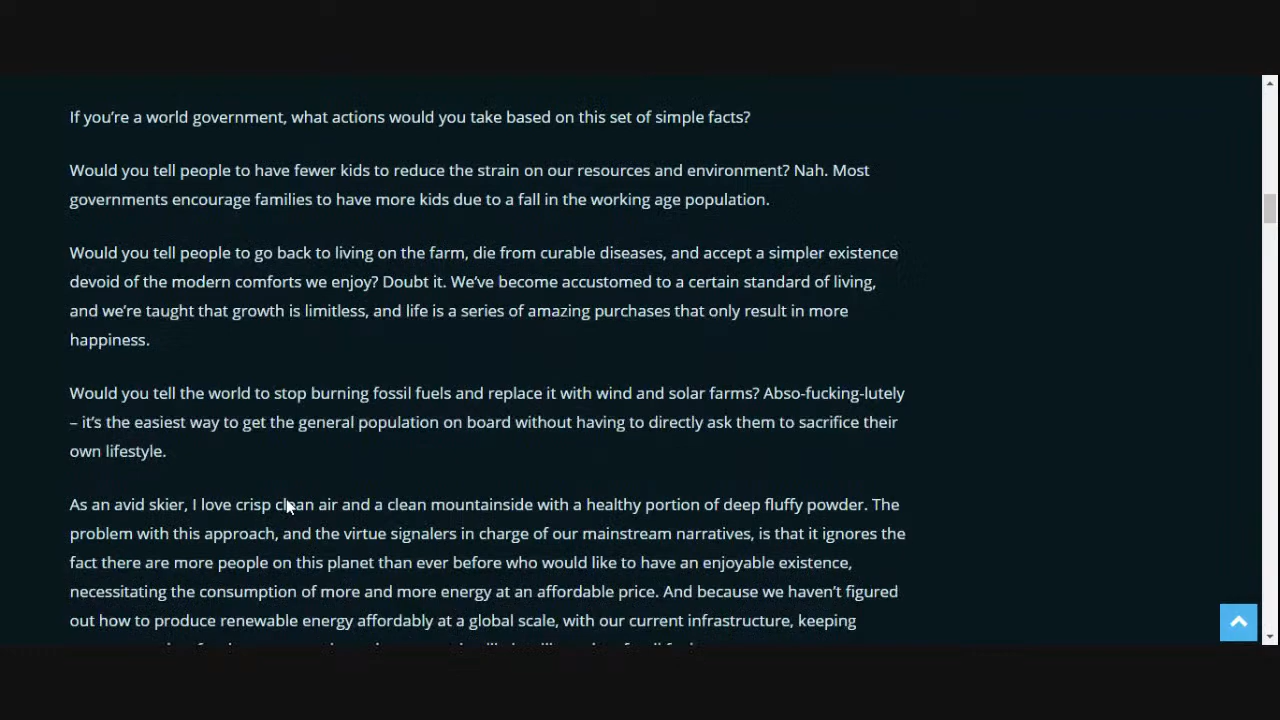 If you’re a world government, what actions would you take based on this set of simple facts?
Would you tell people to have fewer kids to reduce the strain on our resources and environment? Nah. Most
governments encourage families to have more kids due to a fall in the working age population.
Would you tell people to go back to living on the farm, die from curable diseases, and accept a simpler existence
devoid of the modern comforts we enjoy? Doubt it. We’ve become accustomed to a certain standard of living,
and we’re taught that growth is limitless, and life is a series of amazing purchases that only result in more
happiness.
Would you tell the world to stop burning fossil fuels and replace it with wind and solar farms? Abso-fucking-lutely
– it’s the easiest way to get the general population on board without having to directly ask them to sacrifice their
own lifestyle.
As an avid skier, I love crisp clean air and a clean mountainside with a healthy portion of deep fluffy powder. The
problem with this approach, and the virtue signalers in charge of our mainstream narratives, is that it ignores the
fact there are more people on this planet than ever before who would like to have an enjoyable existence,
necessitating the consumption of more and more energy at an affordable price. And because we haven’t figured
out how to produce renewable energy affordably at a global scale, with our current infrastructure, keeping